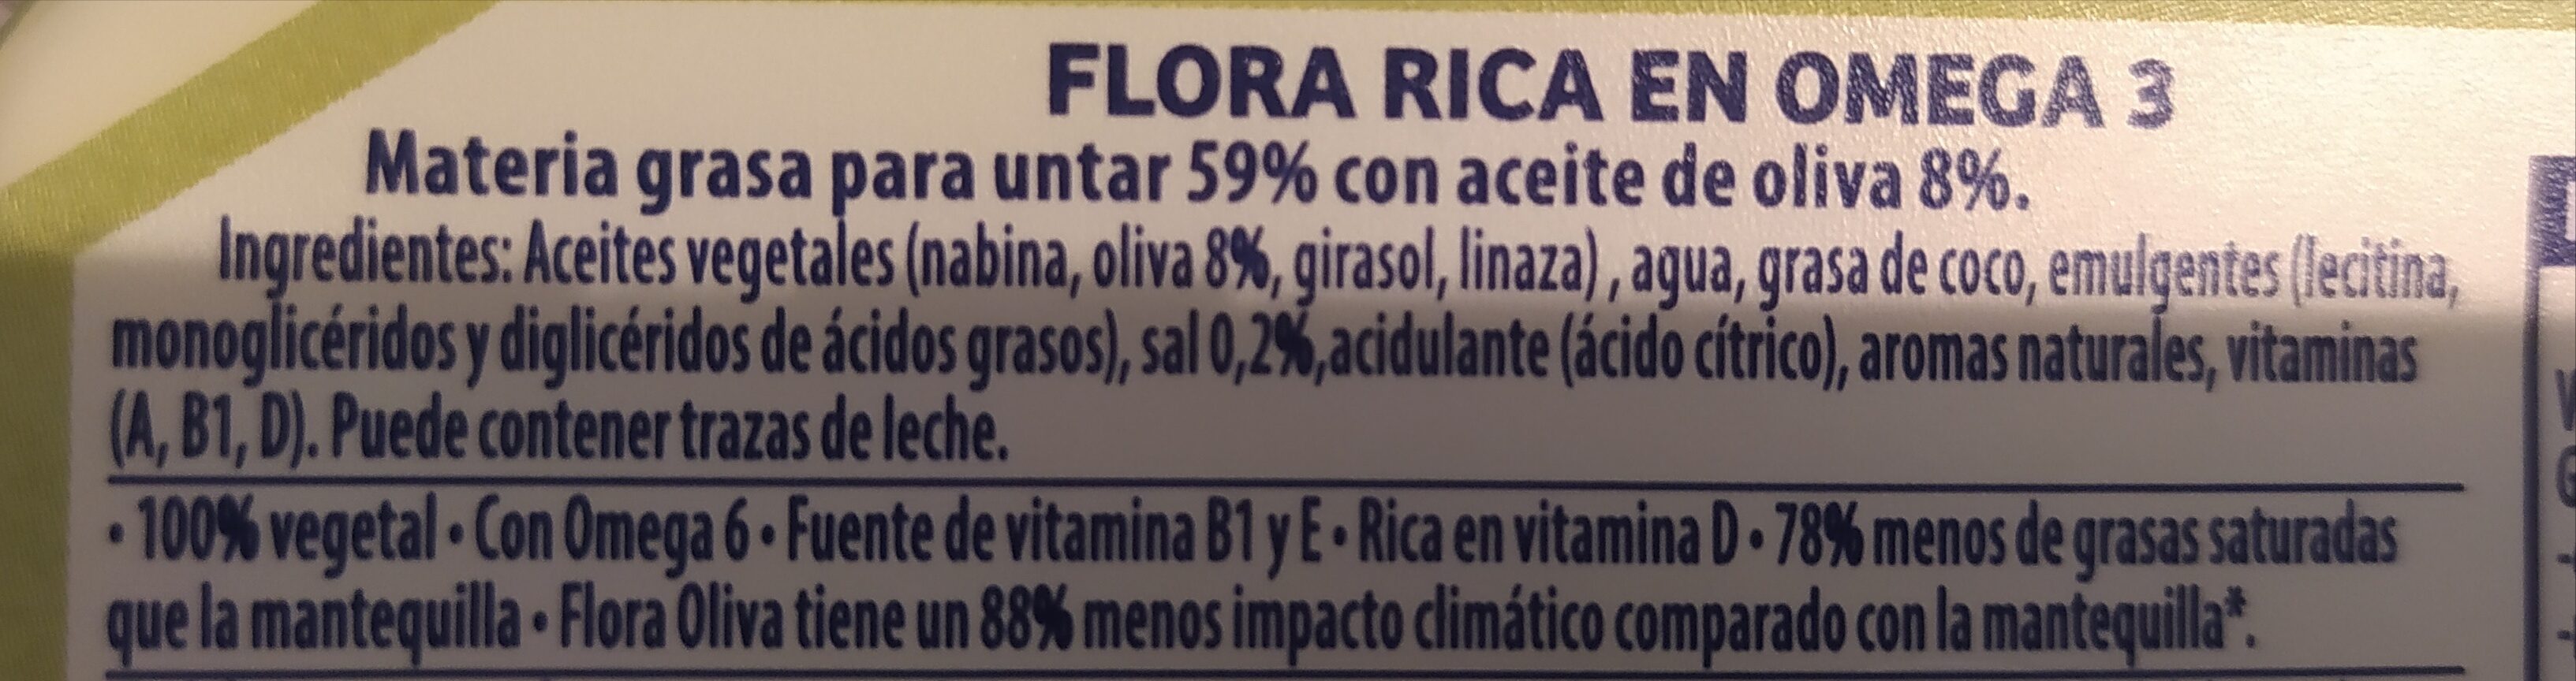 FLORA RICA EN OMEGA 3
Materia grasa para untar 59% con aceite de oliva 8%.
Ingredientes: Aceites vegetales (nabina, oliva 8%, girasol, linaza) , agua, grasa de coco, emulgentes (lecitina,
monoglicéridos y diglicéridos de ácidos grasos), sal 0,2%,acidulante (ácido cítrico), aromas naturales, vitaminas
(A, B1, D). Puede contener trazas de leche.
• 100% vegetal • Con Omega 6 • Fuente de vitamina B1 y E • Rica en vitamina D • 78% menos de grasas saturadas
que la mantequilla • Flora Oliva tiene un 88% menos impacto climático comparado con la mantequilla*.